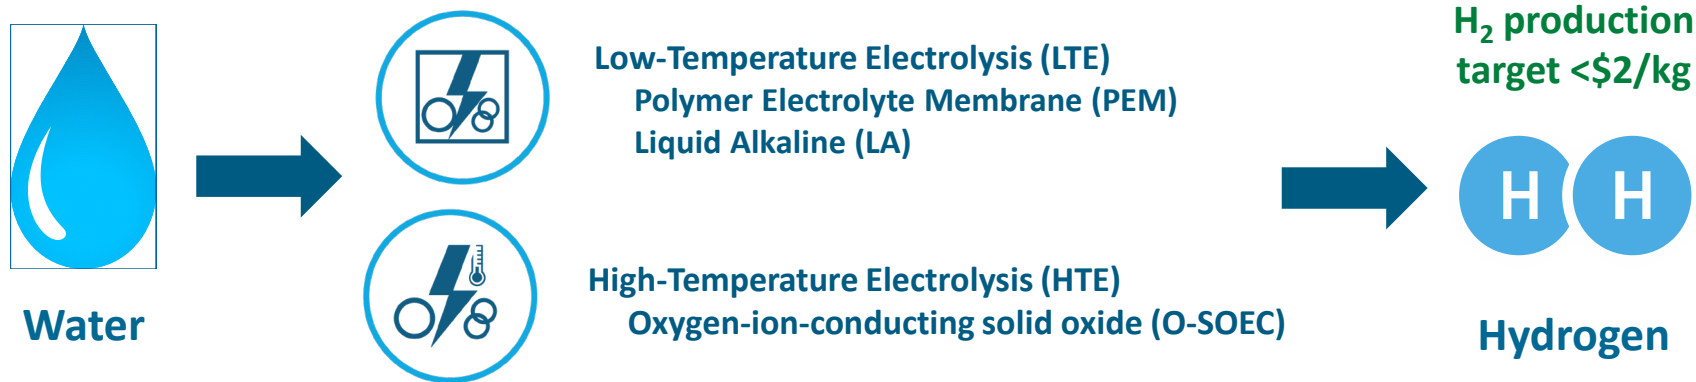 Water
Low-Temperature Electrolysis (LTE)
Polymer Electrolyte Membrane (PEM)
Liquid Alkaline (LA)
High-Temperature Electrolysis (HTE)
Oxygen-ion-conducting solid oxide (O-SOEC)
H₂ production
target <$2/kg
H H
Hydrogen